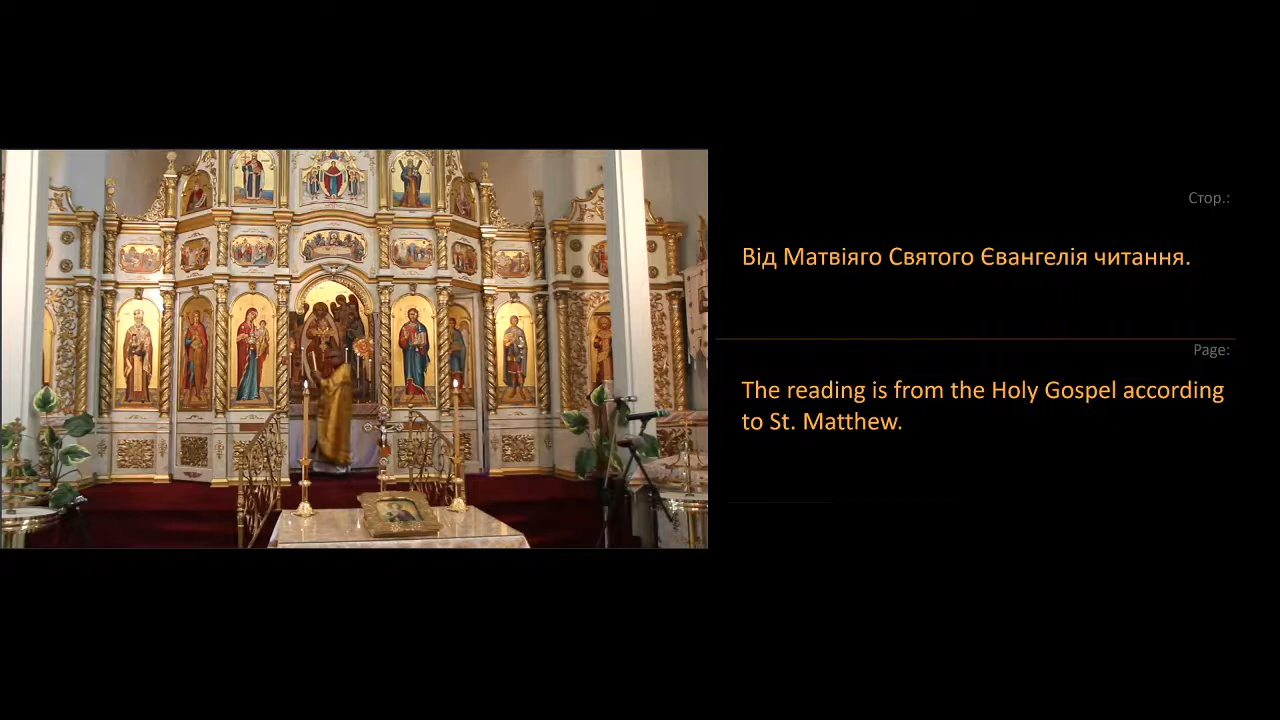 Стор.:
Від Матвіяго Святого Євангелія читання.
Page:
The reading is from the Holy Gospel according
to St. Matthew.